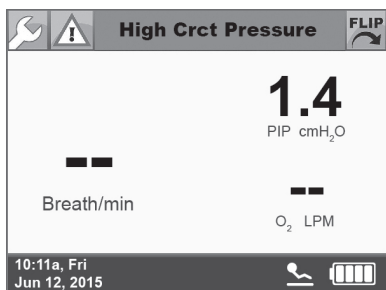 High Crct Pressure
FLIP
1.4
PIP cmH₂O
--
Breath/min
--
O₂ LPM
10:11a, Fri
Jun 12, 2015